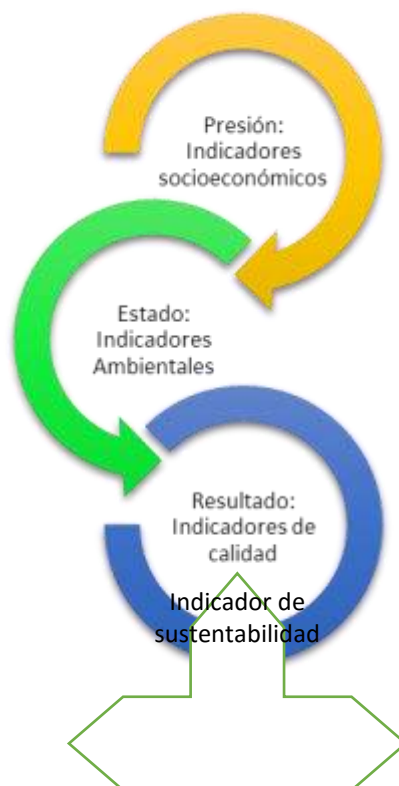 Presión:
Indicadores
socioeconómicos
Estado:
Indicadores
Ambientales
Resultado:
Indicadores de
calidad
Indicador de
sustentabilidad